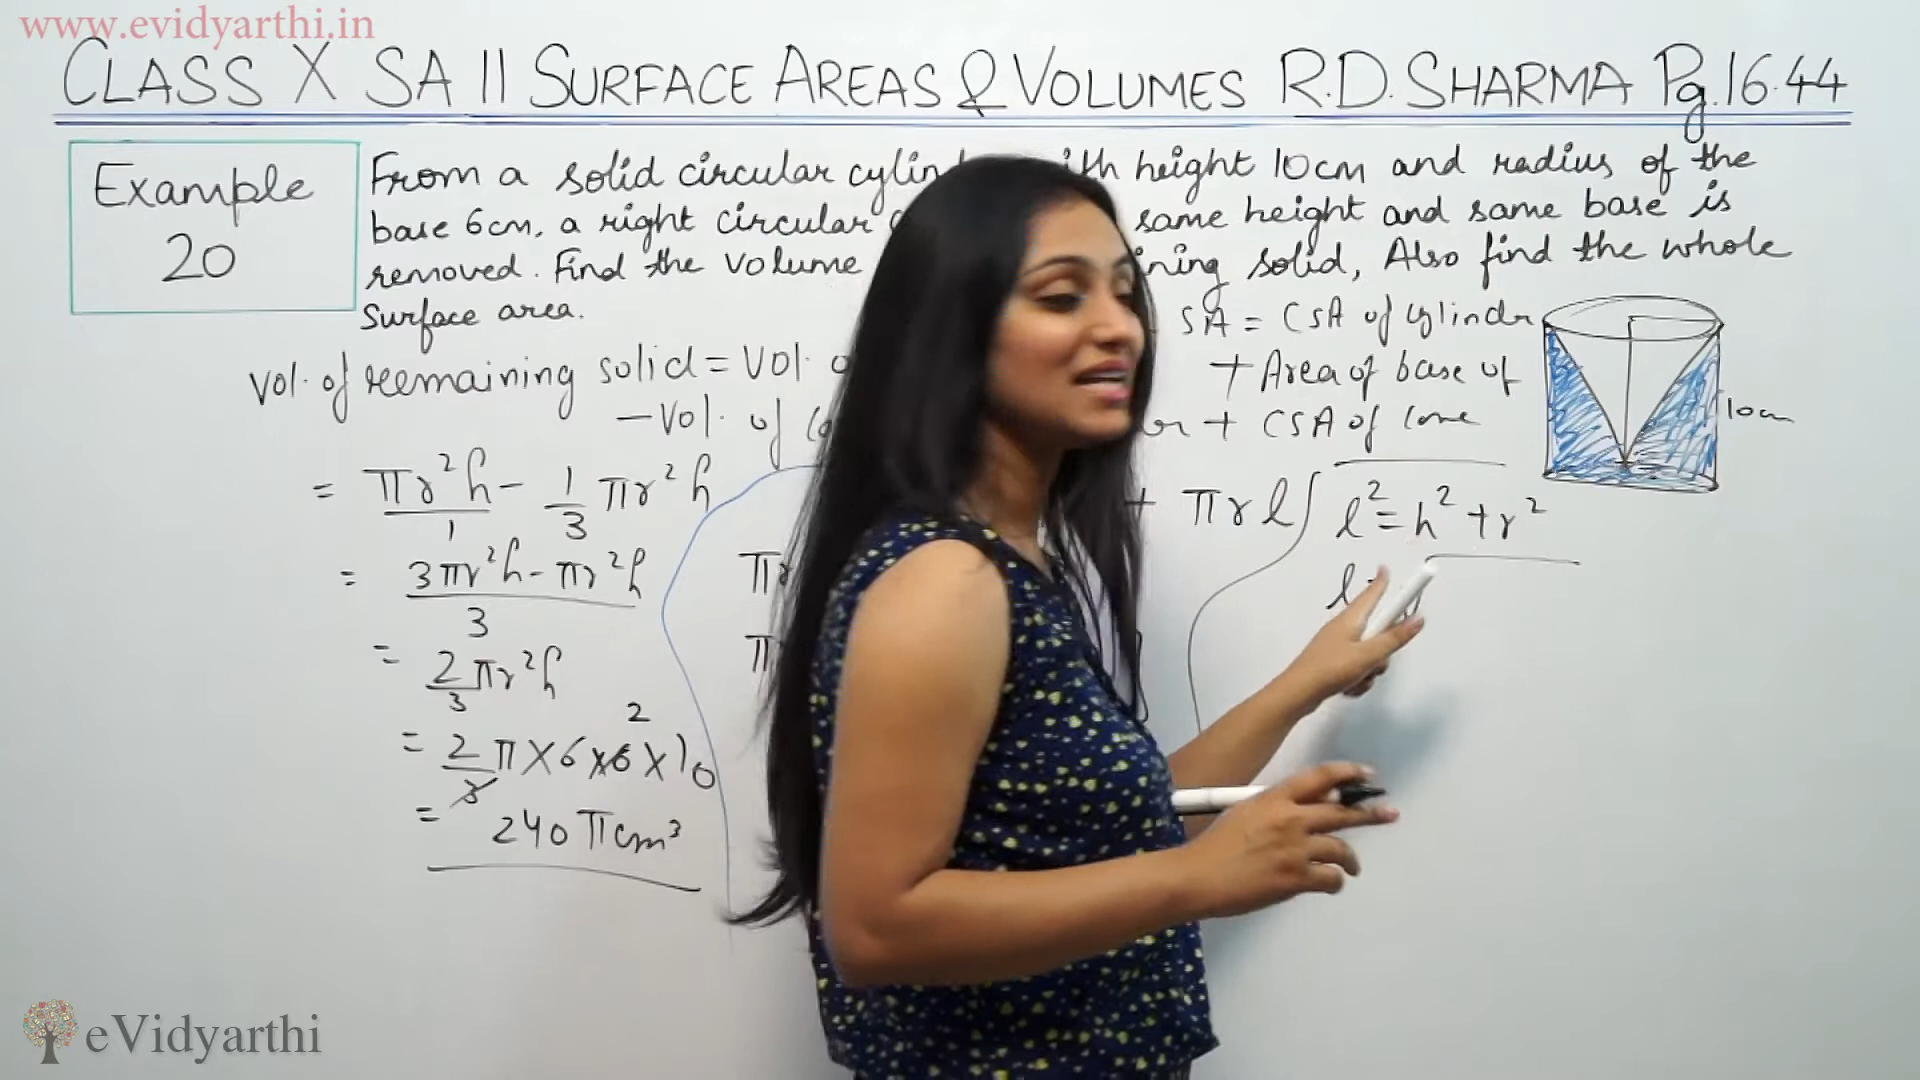 www.evidyarthi.in
CLASS X SA II SURFACE AREAS & VOLUMES R.D. SHARMA Pg. 16.44
Example
20
From a solid circular height 10cm and radius of the
base 6cm, a right circular same height and same base is
removed. Find the volume solid, Also find the whole
Surface area.
SA = CSA of cylindr
+ Area of base of
+ CSA of cone
10cm
Vol. of remaining solid = Vol.
- Vol. of
= πr²h/1 - 1/3 πr²h
= 3πr²h - πr²h / 3
= 2/3 πr²h
= 2/3 π × 6 × 6 × 10
2
= 240 π cm³
+ πrl
l² = h² + r²
l =
eVidyarthi